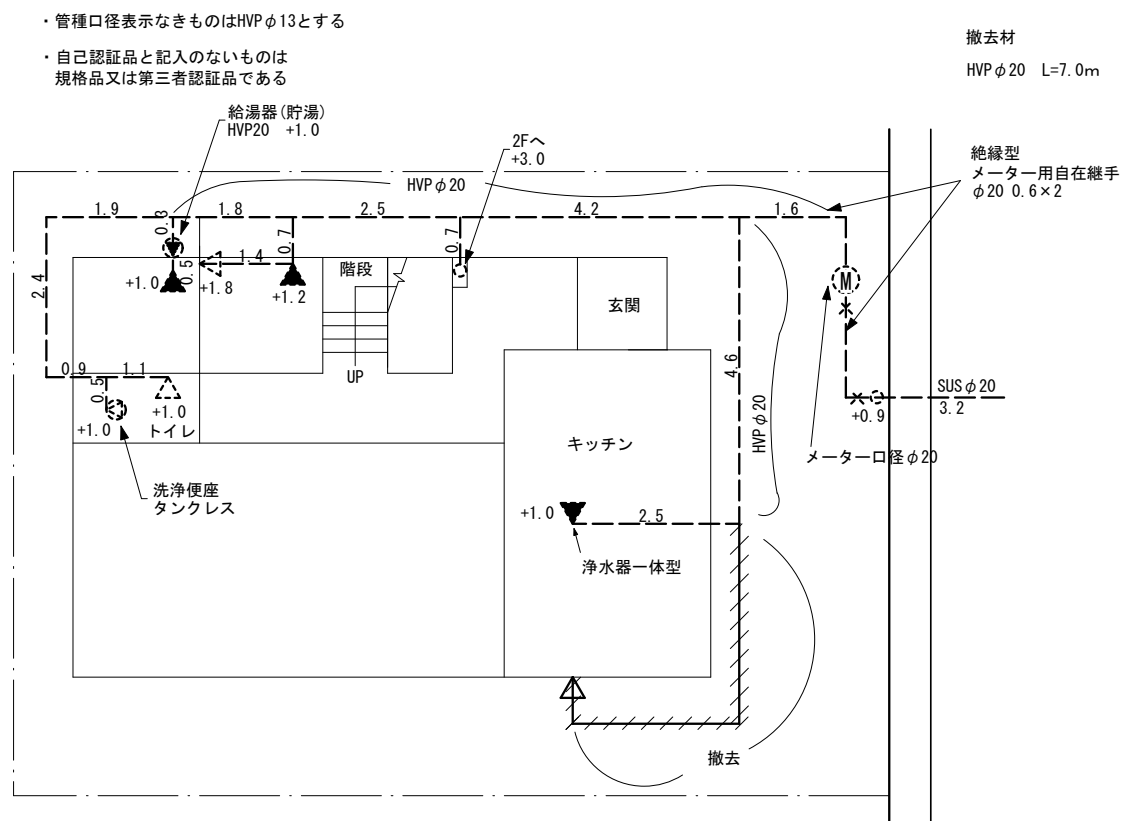 ・管種口径表示なきものはHVPφ13とする
・自己認証品と記入のないものは
規格品又は第三者認証品である
撤去材
HVPφ20 L=7.0m
給湯器(貯湯)
HVP20 +1.0
2Fへ
+3.0
絶縁型
メーター用自在継手
φ20 0.6×2
HVPφ20
1.9
0.3
1.8
2.5
4.2
1.6
0.7
0.7
1.4
0.5
+1.0
+1.8
+1.2
階段
UP
玄関
M
2.4
4.6
HVPφ20
0.9
1.1
0.5
+1.0
+1.0
トイレ
SUSφ20
3.2
+0.9
メーター口径φ20
キッチン
洗浄便座
タンクレス
+1.0
2.5
浄水器一体型
撤去